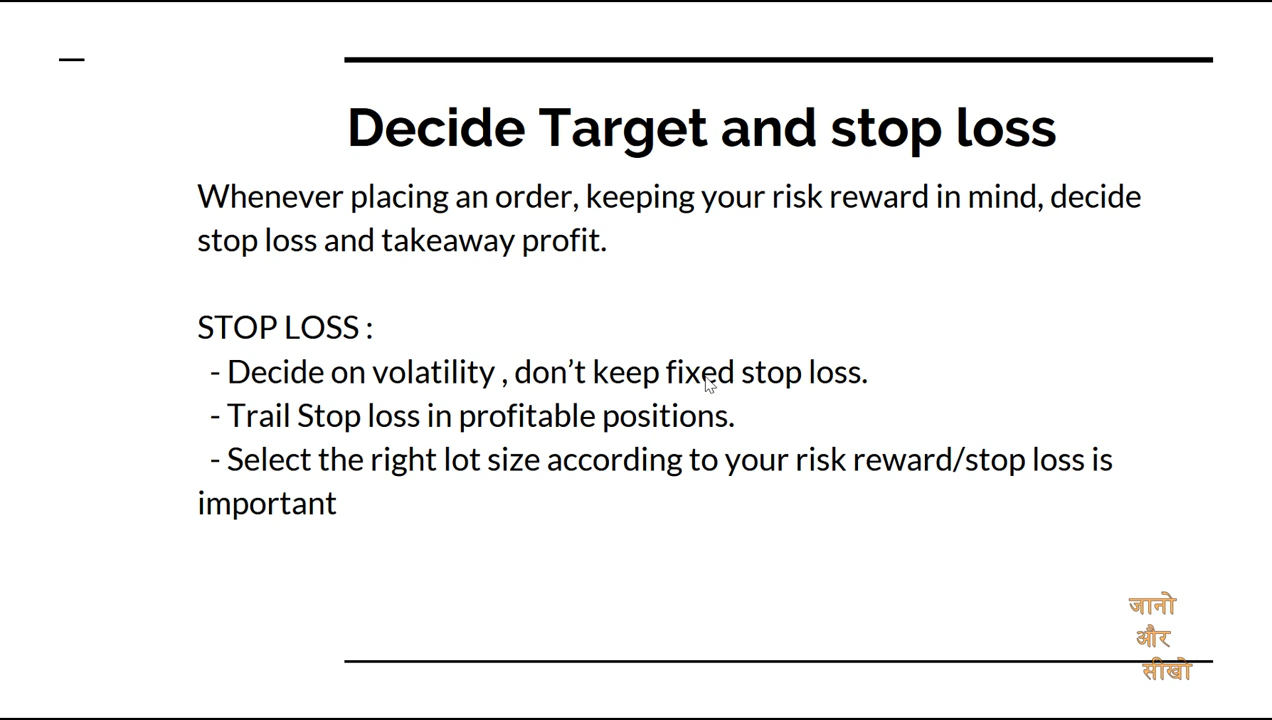 Decide Target and stop loss
Whenever placing an order, keeping your risk reward in mind, decide
stop loss and takeaway profit.
STOP LOSS :
- Decide on volatility , don’t keep fixed stop loss.
- Trail Stop loss in profitable positions.
- Select the right lot size according to your risk reward/stop loss is
important
जानो
और
सीखो